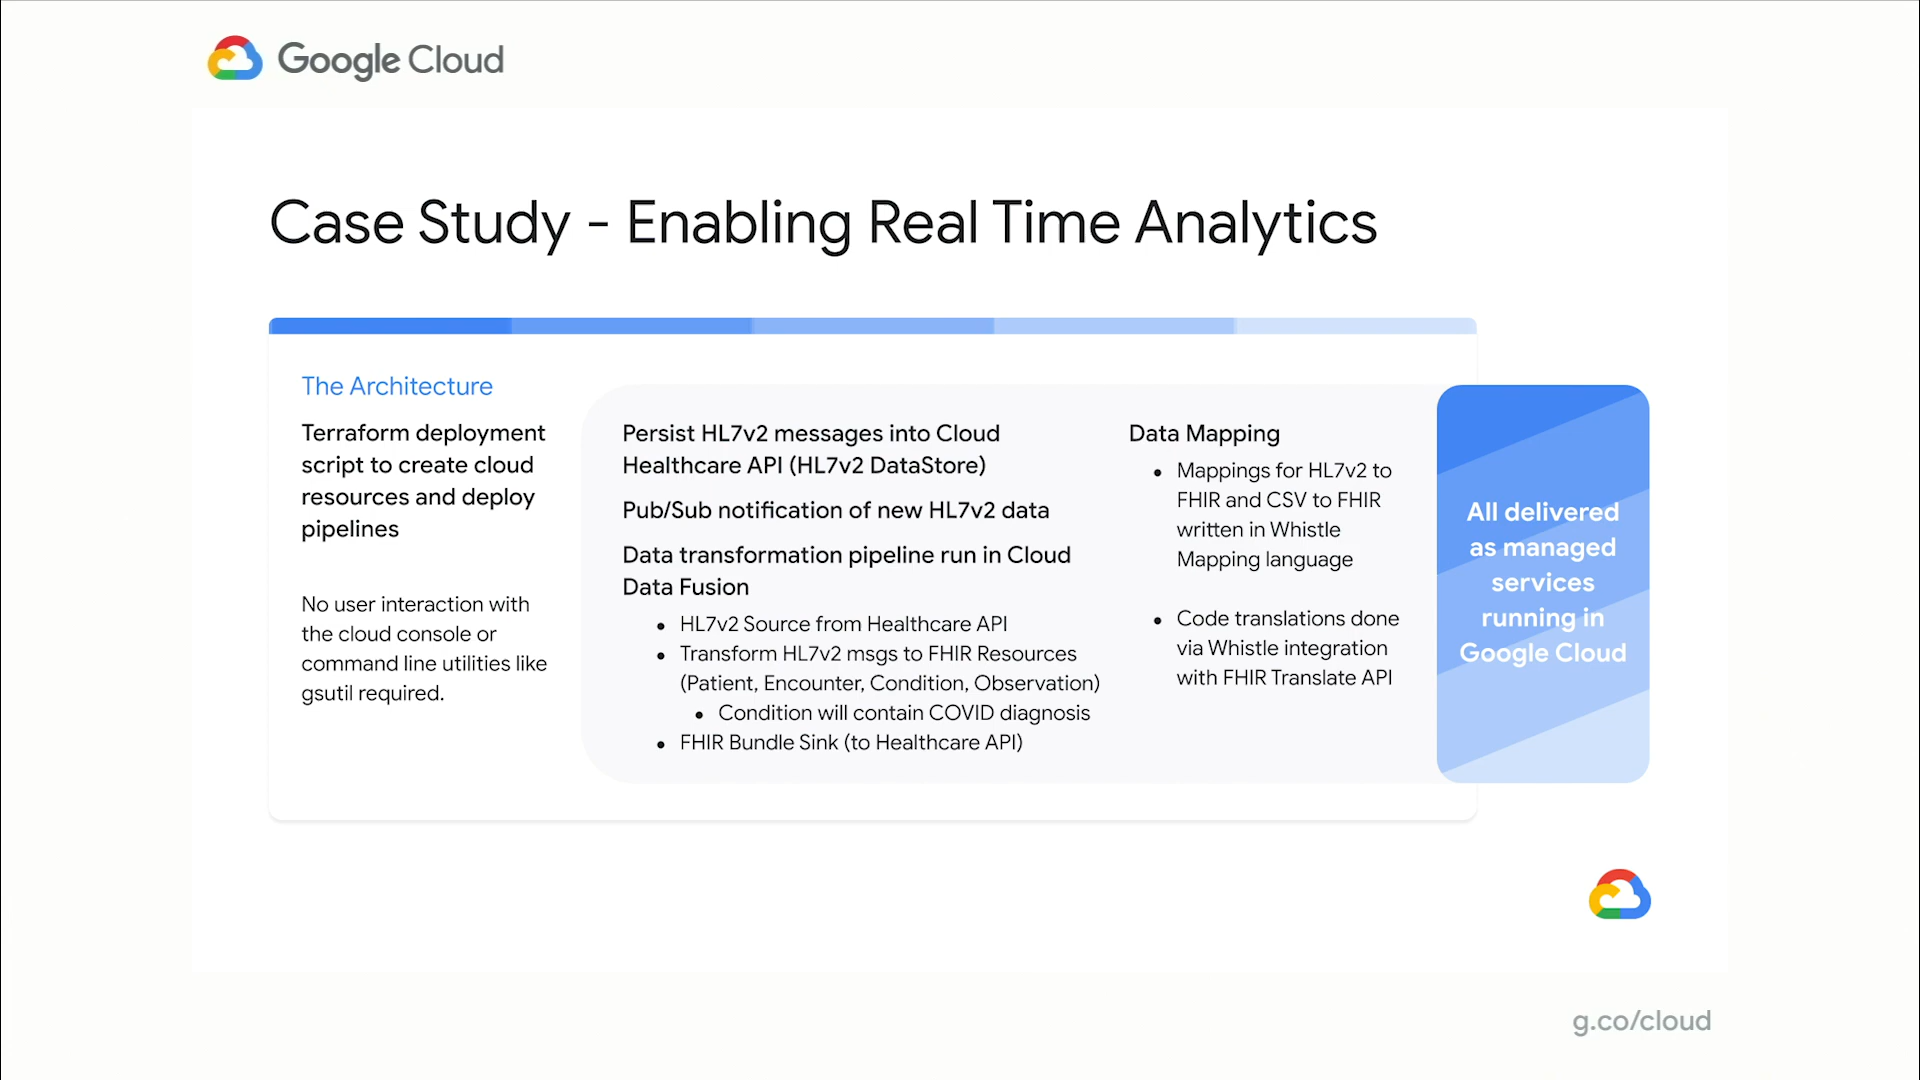 Google Cloud
Case Study - Enabling Real Time Analytics
The Architecture
Terraform deployment
script to create cloud
resources and deploy
pipelines
No user interaction with
the cloud console or
command line utilities like
gsutil required.
Persist HL7v2 messages into Cloud
Healthcare API (HL7v2 DataStore)
Pub/Sub notification of new HL7v2 data
Data transformation pipeline run in Cloud
Data Fusion
• HL7v2 Source from Healthcare API
• Transform HL7v2 msgs to FHIR Resources
(Patient, Encounter, Condition, Observation)
• Condition will contain COVID diagnosis
• FHIR Bundle Sink (to Healthcare API)
Data Mapping
• Mappings for HL7v2 to
FHIR and CSV to FHIR
written in Whistle
Mapping language
• Code translations done
via Whistle integration
with FHIR Translate API
All delivered
as managed
services
running in
Google Cloud
g.co/cloud